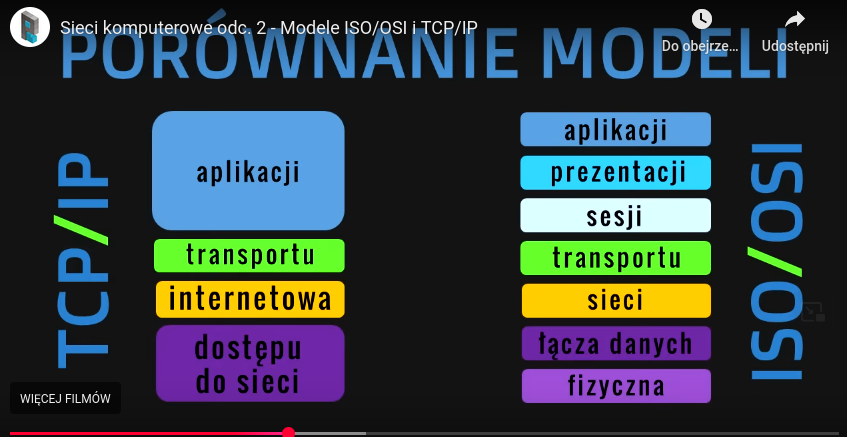 Sieci komputerowe odc. 2 - Modele ISO/OSI i TCP/IP
Do obejrze...
Udostępnij
PORÓWNANIE MODELI
TCP/IP
aplikacji
transportu
internetowa
dostępu
do sieci
aplikacji
prezentacji
sesji
transportu
sieci
łącza danych
fizyczna
ISO/OSI
WIĘCEJ FILMÓW